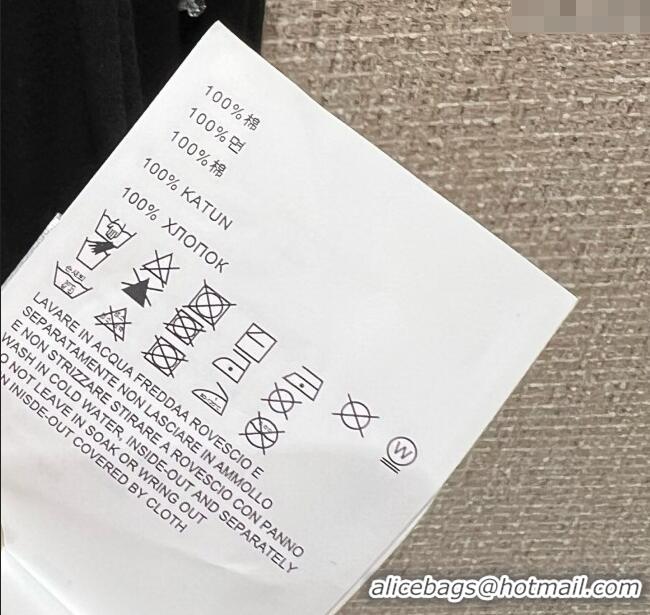 100%棉
100%면
100%棉
100% KATUN
100% ХЛОПОК
W
LAVARE IN ACQUA FREDDAA ROVESCIO E
SEPARATAMENTE NON LASCIARE IN AMMOLLO
E NON STRIZZARE STIRARE A ROVESCIO CON PANNO
WASH IN COLD WATER, INSIDE-OUT AND SEPARATELY
O NOT LEAVE IN SOAK OR WRING OUT
N INISDE-OUT COVERED BY CLOTH
alicebags@hotmail.com